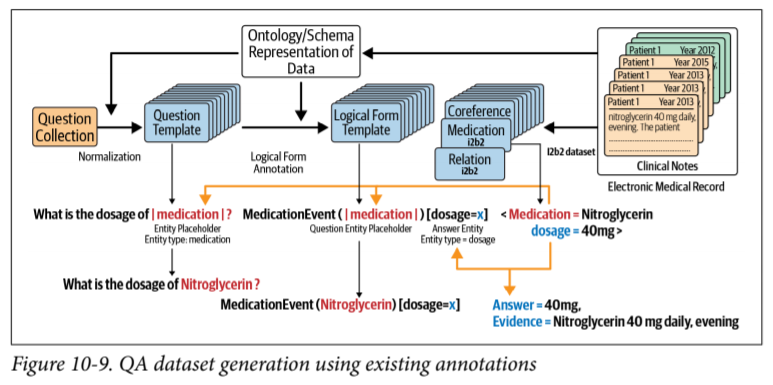 Ontology/Schema
Representation of
Data
Question
Collection
Normalization
Question
Template
Logical Form
Annotation
Logical Form
Template
Coreference
Medication
i2b2
Relation
i2b2
I2b2 dataset
Patient 1 Year 2012
Patient 1 Year 2015
Patient 1 Year 2013
Patient 1 Year 2013
Patient 1 Year 2013
nitroglycerin 40 mg daily,
evening. The patient
Clinical Notes
Electronic Medical Record
What is the dosage of |medication|?
Entity Placeholder
Entity type: medication
MedicationEvent (|medication|) [dosage=x]
Question Entity Placeholder
Answer Entity
Entity type = dosage
< Medication = Nitroglycerin
dosage = 40mg >
What is the dosage of Nitroglycerin ?
MedicationEvent (Nitroglycerin) [dosage=x]
Answer = 40mg,
Evidence = Nitroglycerin 40 mg daily, evening
Figure 10-9. QA dataset generation using existing annotations